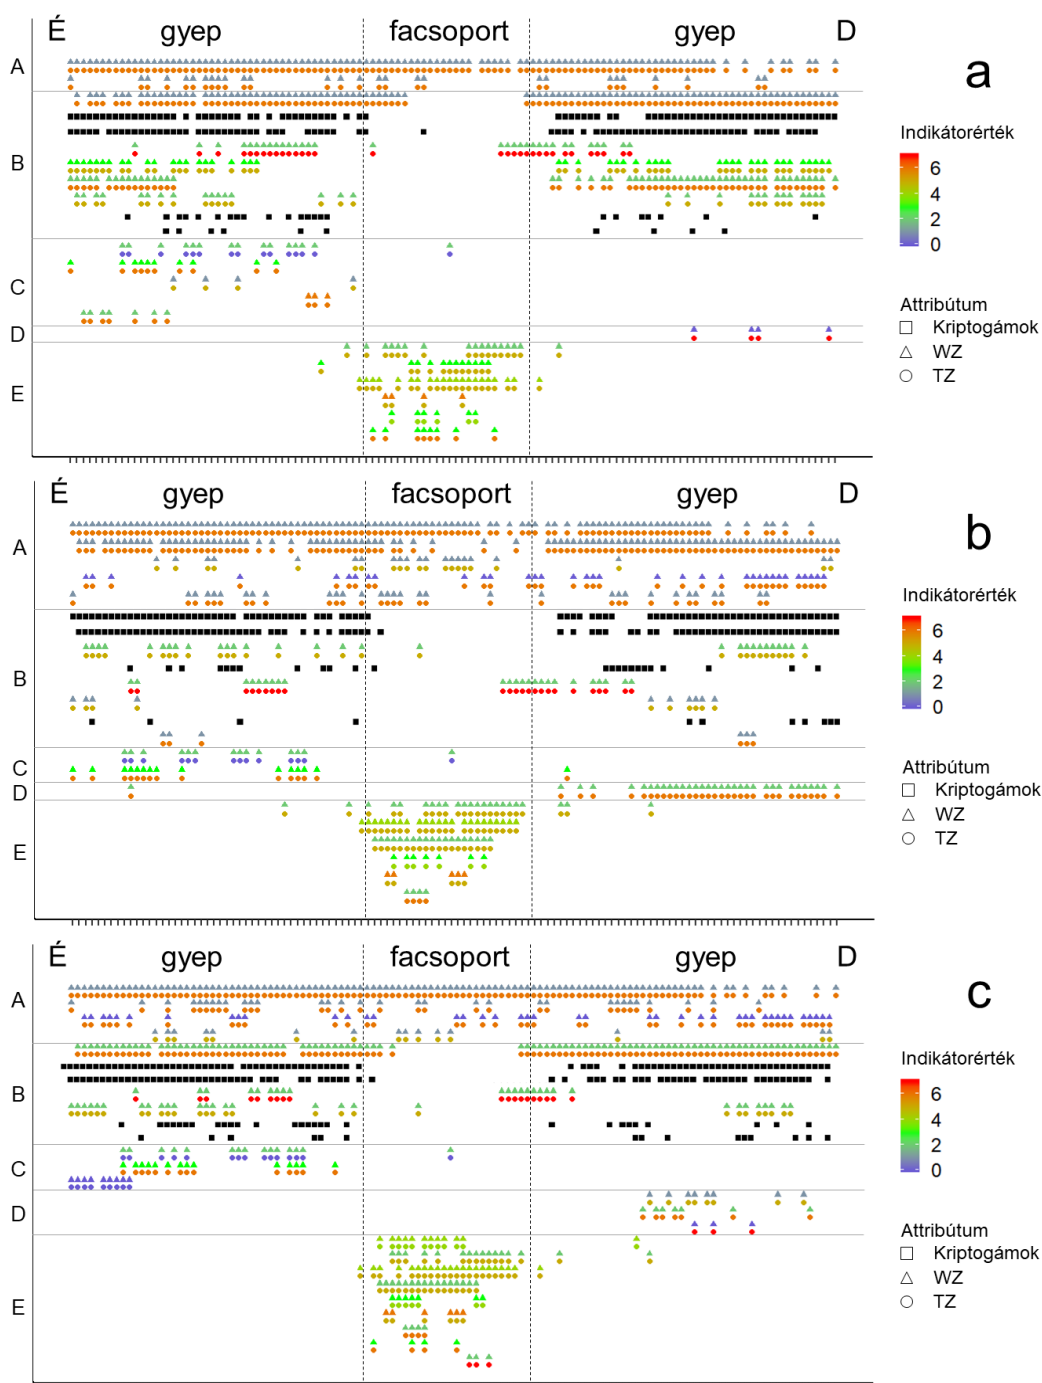 É gyep facsoport gyep D
a
A
B
C
D
E
Indikátorérték
6
4
2
0
Attribútum
Kriptogámok
WZ
TZ
É gyep facsoport gyep D
b
A
B
C
D
E
Indikátorérték
6
4
2
0
Attribútum
Kriptogámok
WZ
TZ
É gyep facsoport gyep D
c
A
B
C
D
E
Indikátorérték
6
4
2
0
Attribútum
Kriptogámok
WZ
TZ